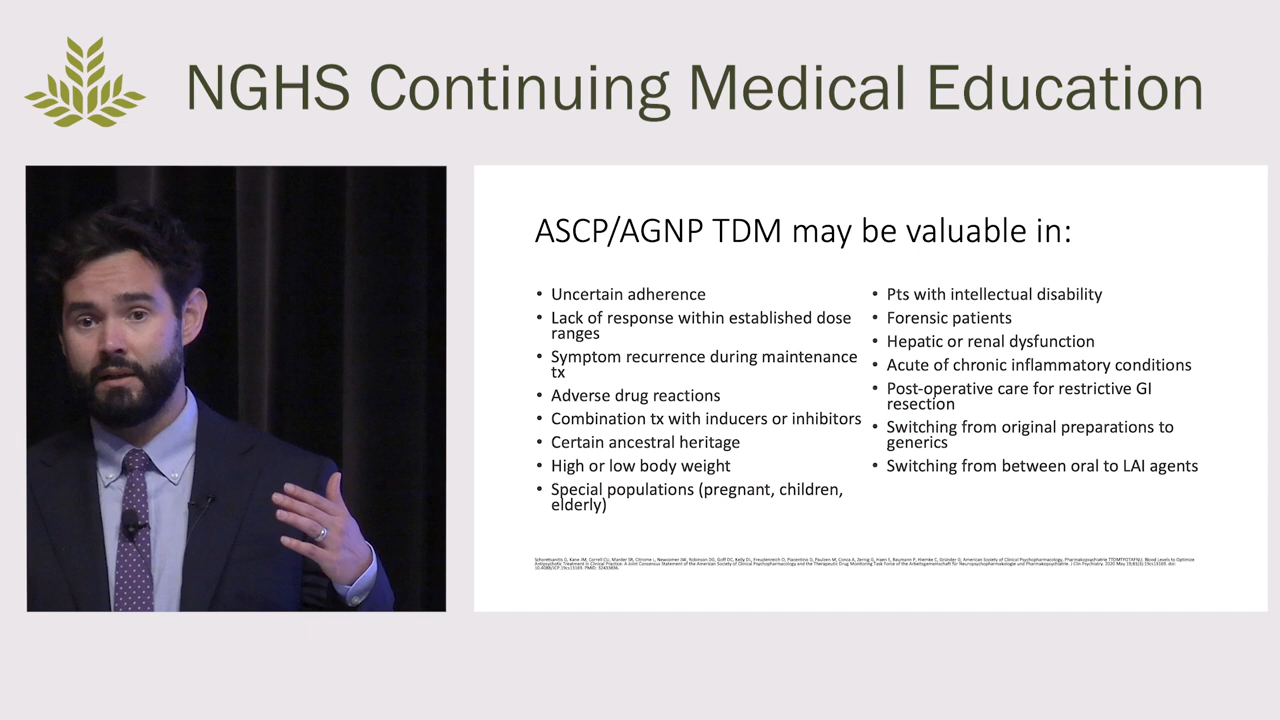 NGHS Continuing Medical Education
ASCP/AGNP TDM may be valuable in:
• Uncertain adherence
• Lack of response within established dose
ranges
• Symptom recurrence during maintenance
tx
• Adverse drug reactions
• Combination tx with inducers or inhibitors
• Certain ancestral heritage
• High or low body weight
• Special populations (pregnant, children,
elderly)
• Pts with intellectual disability
• Forensic patients
• Hepatic or renal dysfunction
• Acute of chronic inflammatory conditions
• Post-operative care for restrictive GI
resection
• Switching from original preparations to
generics
• Switching from between oral to LAI agents